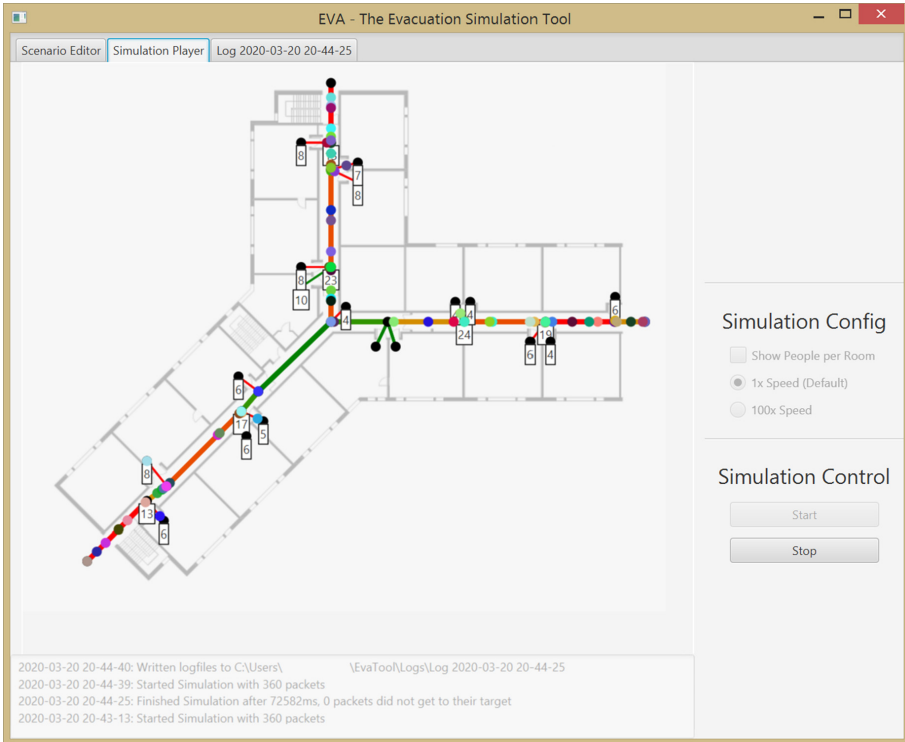 EVA - The Evacuation Simulation Tool
Scenario Editor
Simulation Player
Log 2020-03-20 20-44-25
8
7
8
8
23
10
4
6
4
24
19
6
4
6
17
5
6
8
13
6
Simulation Config
Show People per Room
1x Speed (Default)
100x Speed
Simulation Control
Start
Stop
2020-03-20 20-44-40: Written logfiles to C:\Users\ \EvaTool\Logs\Log 2020-03-20 20-44-25
2020-03-20 20-44-39: Started Simulation with 360 packets
2020-03-20 20-44-25: Finished Simulation after 72582ms, 0 packets did not get to their target
2020-03-20 20-43-13: Started Simulation with 360 packets